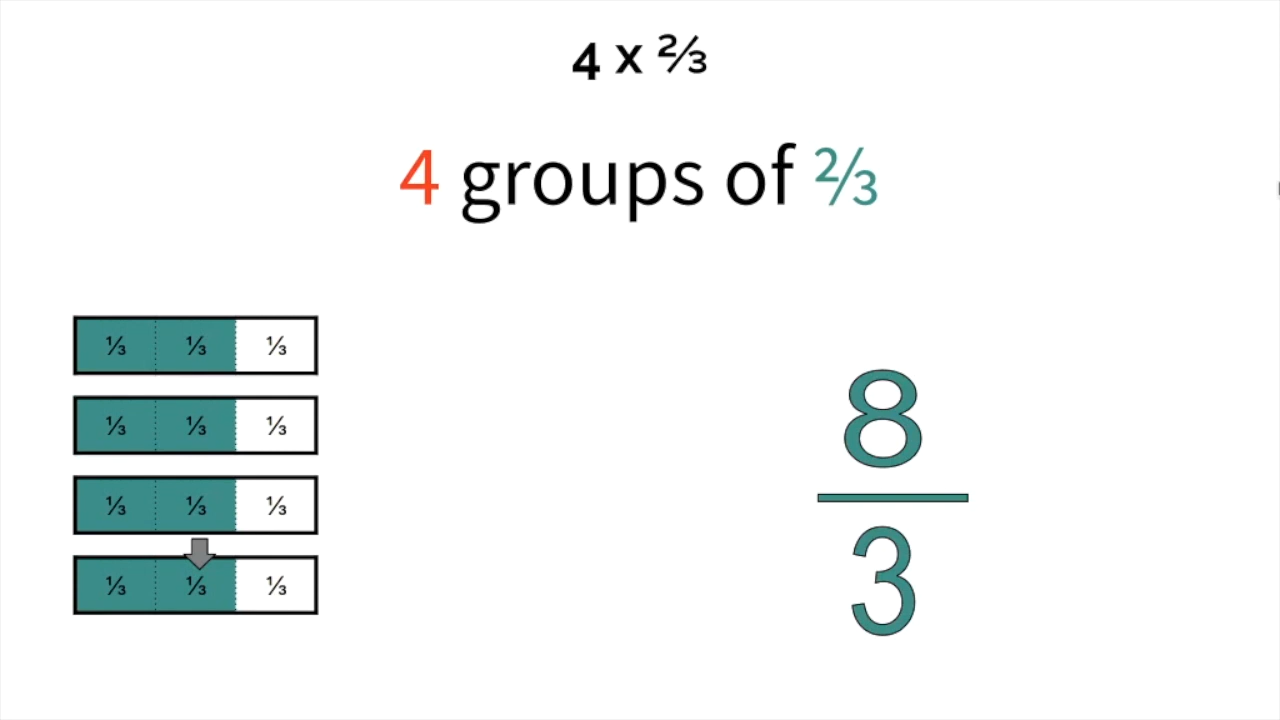 4 x ⅔
4 groups of ⅔
⅓ ⅓ ⅓
⅓ ⅓ ⅓
⅓ ⅓ ⅓
⅓ ⅓ ⅓
8
3